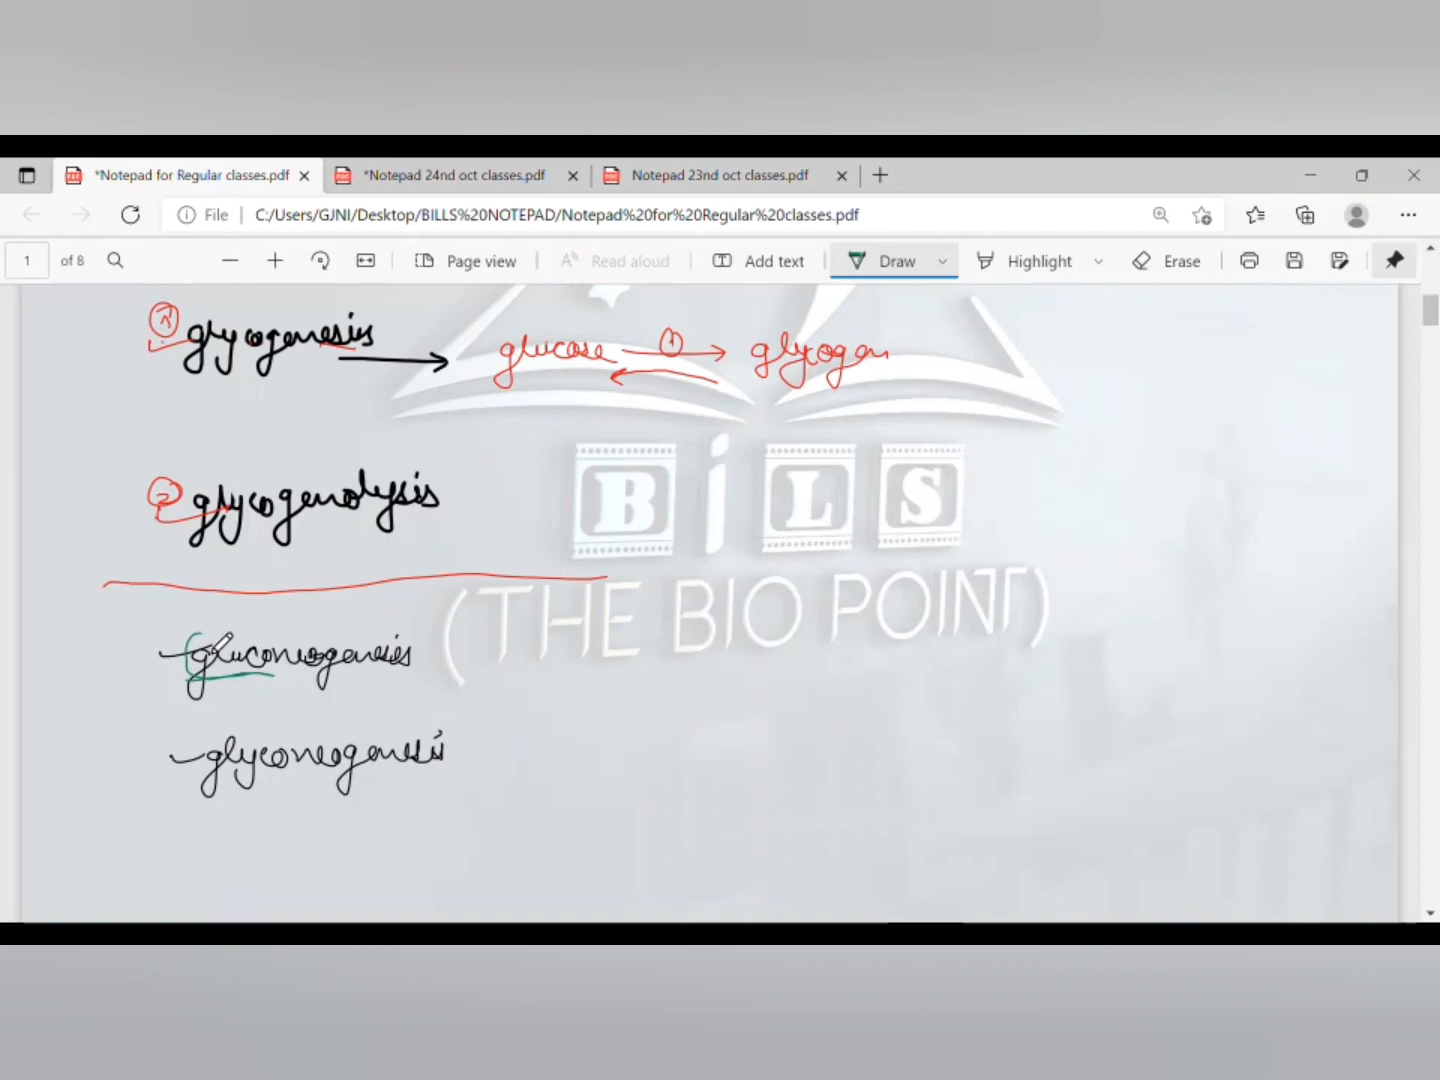 *Notepad for Regular classes.pdf
*Notepad 24nd oct classes.pdf
Notepad 23nd oct classes.pdf
File
C:/Users/GJNI/Desktop/BILLS%20NOTEPAD/Notepad%20for%20Regular%20classes.pdf
1 of 8
Page view
Read aloud
Add text
Draw
Highlight
Erase
① glycogenesis → glucose ① glycogen
BiLS
② glycogenolysis
(THE BIO POINT)
gluconeogenesis
glyconeogenesis